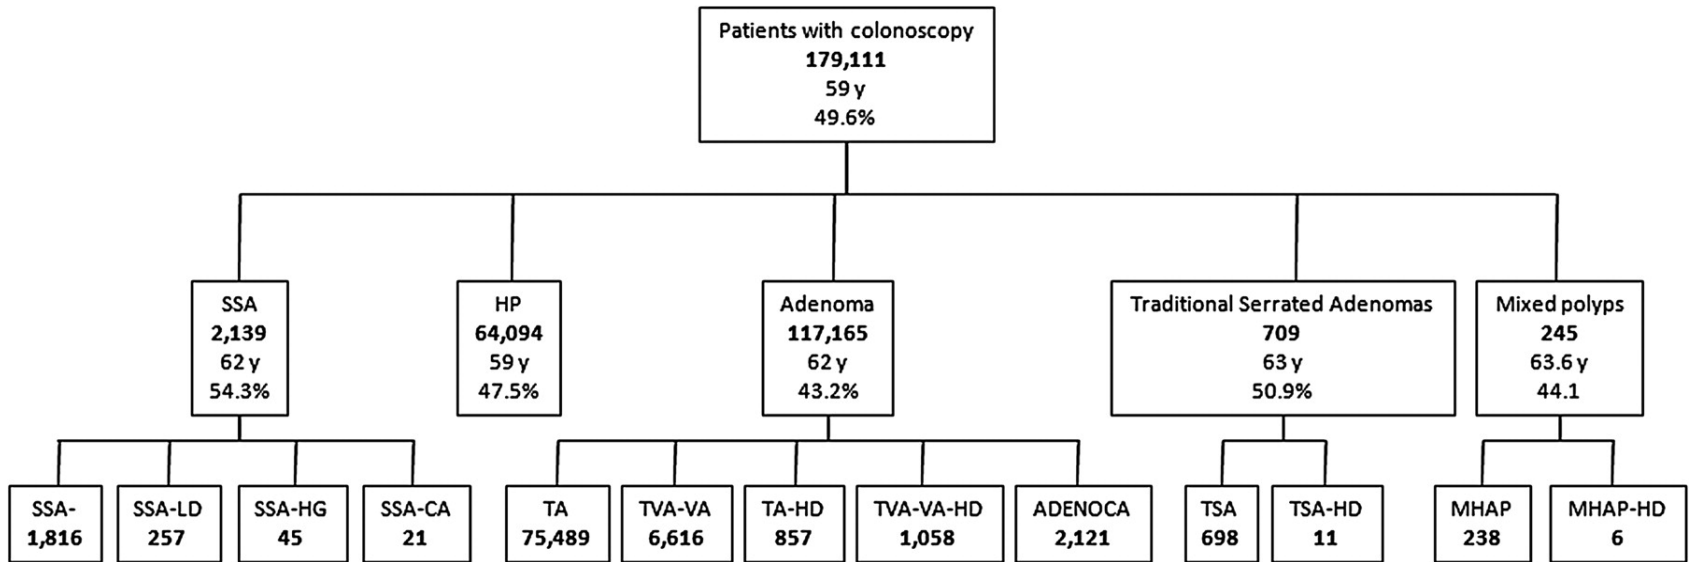 Patients with colonoscopy
179,111
59 y
49.6%
SSA
2,139
62 y
54.3%
HP
64,094
59 y
47.5%
Adenoma
117,165
62 y
43.2%
Traditional Serrated Adenomas
709
63 y
50.9%
Mixed polyps
245
63.6 y
44.1
SSA-
1,816
SSA-LD
257
SSA-HG
45
SSA-CA
21
TA
75,489
TVA-VA
6,616
TA-HD
857
TVA-VA-HD
1,058
ADENOCA
2,121
TSA
698
TSA-HD
11
MHAP
238
MHAP-HD
6